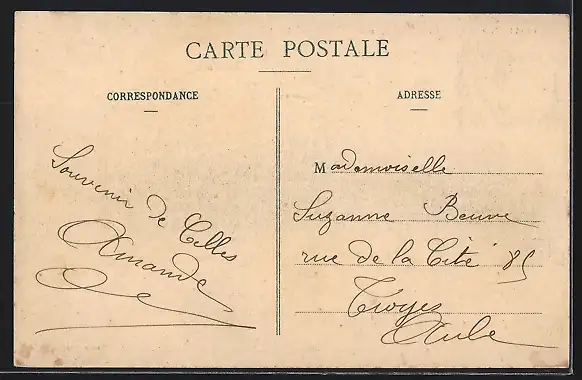 CARTE POSTALE
CORRESPONDANCE
ADRESSE
Souvenir de Celles
Amande
Mademoiselle
Suzanne Beuve
rue de la Cité 85
Troyes
Aube